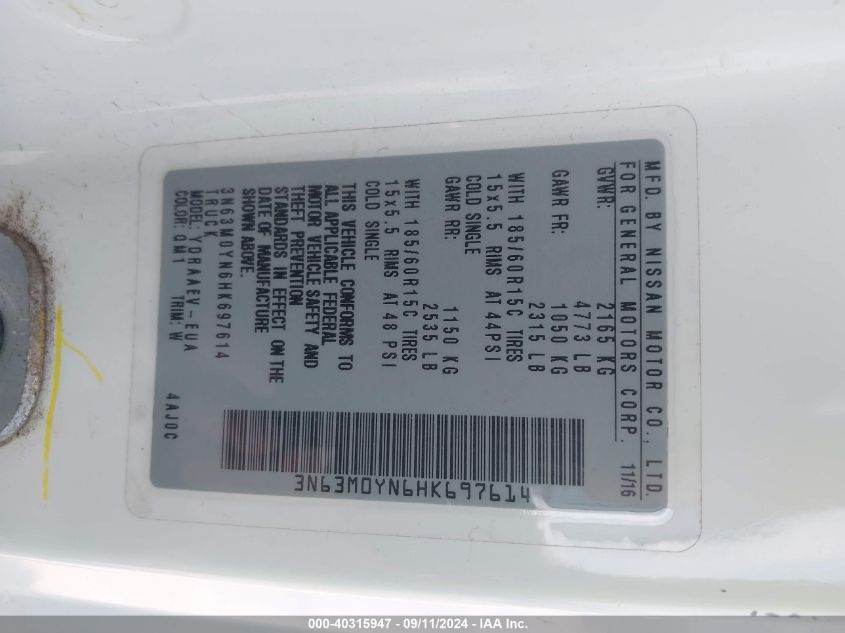 MFD. BY NISSAN MOTOR CO., LTD.
FOR GENERAL MOTORS CORP. 11/16
GVWR: 2165 KG
4773 LB
GAWR FR: 1050 KG
2315 LB
WITH 185/60R15C TIRES
15x5.5 RIMS AT 44PSI
COLD SINGLE
GAWR RR: 1150 KG
2535 LB
WITH 185/60R15C TIRES
15x5.5 RIMS AT 48 PSI
COLD SINGLE
THIS VEHICLE CONFORMS TO
ALL APPLICABLE FEDERAL
MOTOR VEHICLE SAFETY AND
THEFT PREVENTION
STANDARDS IN EFFECT ON THE
DATE OF MANUFACTURE
SHOWN ABOVE.
3N63M0YN6HK697614
TRUCK
MODEL: YDRAAEV-EUA
COLOR: QM1 TRIM: W
4AJ0C
3N63M0YN6HK697614
000-40315947 - 09/11/2024 - IAA Inc.